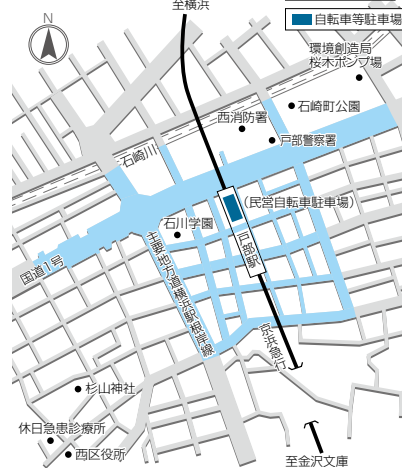 至横浜
N
自転車等駐車場
環境創造局
桜木ポンプ場
石崎町公園
西消防署
戸部警察署
石崎川
(民営自転車駐車場)
石川学園
戸部駅
主要地方道横浜駅根岸線
国道1号
京浜急行
杉山神社
休日急患診療所
西区役所
至金沢文庫